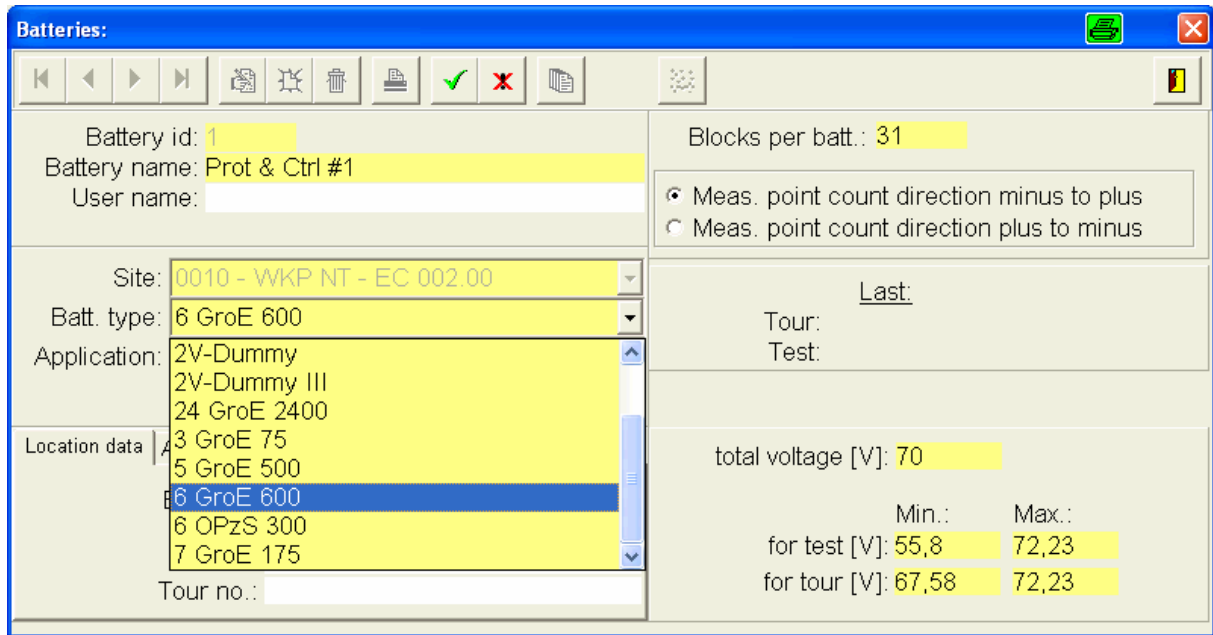 Batteries:
Battery id: 1
Battery name: Prot & Ctrl #1
User name:
Blocks per batt.: 31
Meas. point count direction minus to plus
Meas. point count direction plus to minus
Site: 0010 - WKP NT - EC 002.00
Batt. type: 6 GroE 600
Application:
2V-Dummy
2V-Dummy III
24 GroE 2400
3 GroE 75
5 GroE 500
6 GroE 600
6 OPzS 300
7 GroE 175
Last:
Tour:
Test:
Location data
Tour no.:
total voltage [V]: 70
Min.: Max.:
for test [V]: 55,8 72,23
for tour [V]: 67,58 72,23